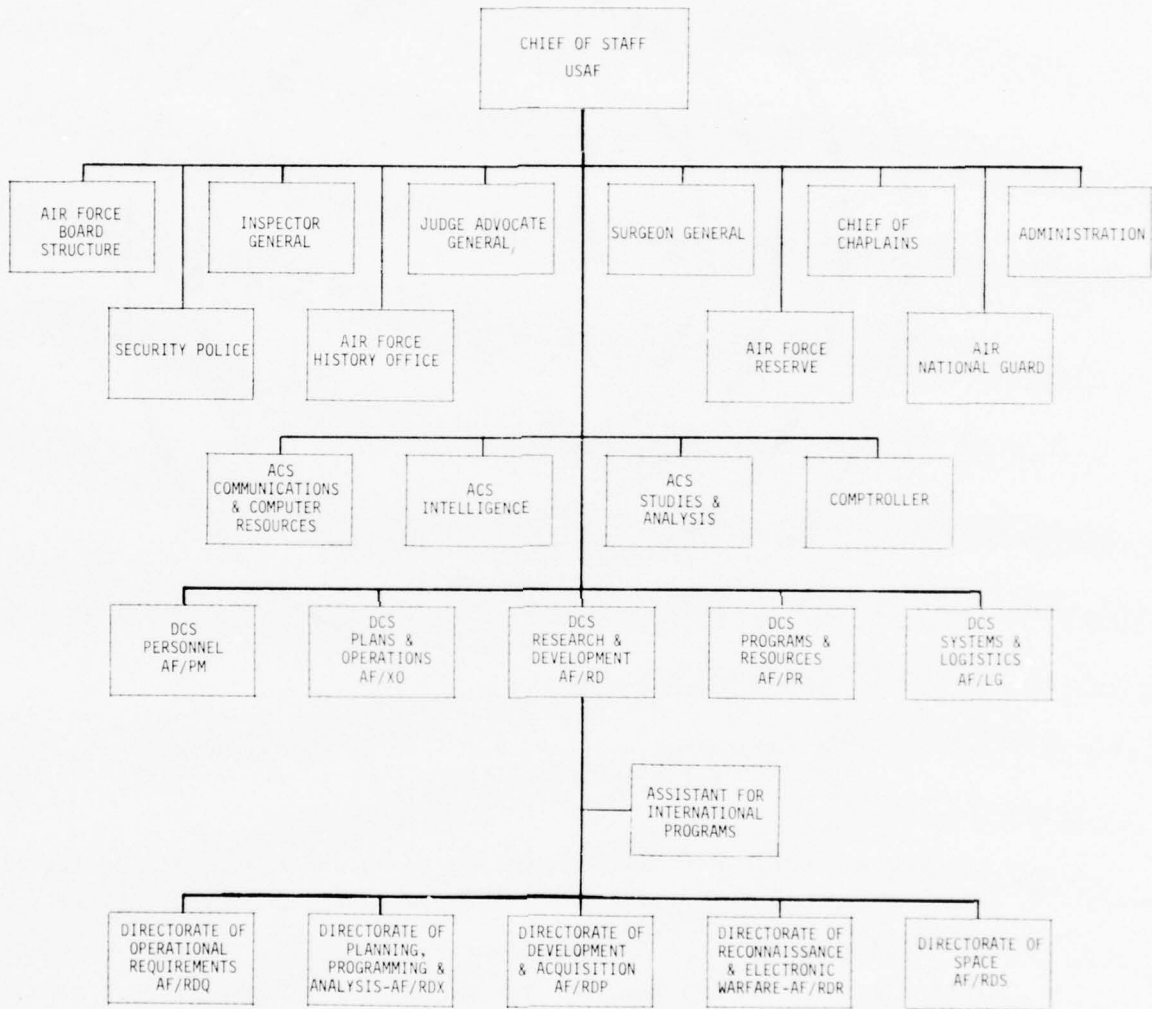 CHIEF OF STAFF
USAF
AIR FORCE
BOARD
STRUCTURE
INSPECTOR
GENERAL
JUDGE ADVOCATE
GENERAL,
SURGEON GENERAL
CHIEF OF
CHAPLAINS
ADMINISTRATION
SECURITY POLICE
AIR FORCE
HISTORY OFFICE
AIR FORCE
RESERVE
AIR
NATIONAL GUARD
ACS
COMMUNICATIONS
& COMPUTER
RESOURCES
ACS
INTELLIGENCE
ACS
STUDIES &
ANALYSIS
COMPTROLLER
DCS
PERSONNEL
AF/PM
DCS
PLANS &
OPERATIONS
AF/XO
DCS
RESEARCH &
DEVELOPMENT
AF/RD
DCS
PROGRAMS &
RESOURCES
AF/PR
DCS
SYSTEMS &
LOGISTICS
AF/LG
ASSISTANT FOR
INTERNATIONAL
PROGRAMS
DIRECTORATE OF
OPERATIONAL
REQUIREMENTS
AF/RDQ
DIRECTORATE OF
PLANNING,
PROGRAMMING &
ANALYSIS-AF/RDX
DIRECTORATE OF
DEVELOPMENT
& ACQUISITION
AF/RDP
DIRECTORATE OF
RECONNAISSANCE
& ELECTRONIC
WARFARE-AF/RDR
DIRECTORATE OF
SPACE
AF/RDS